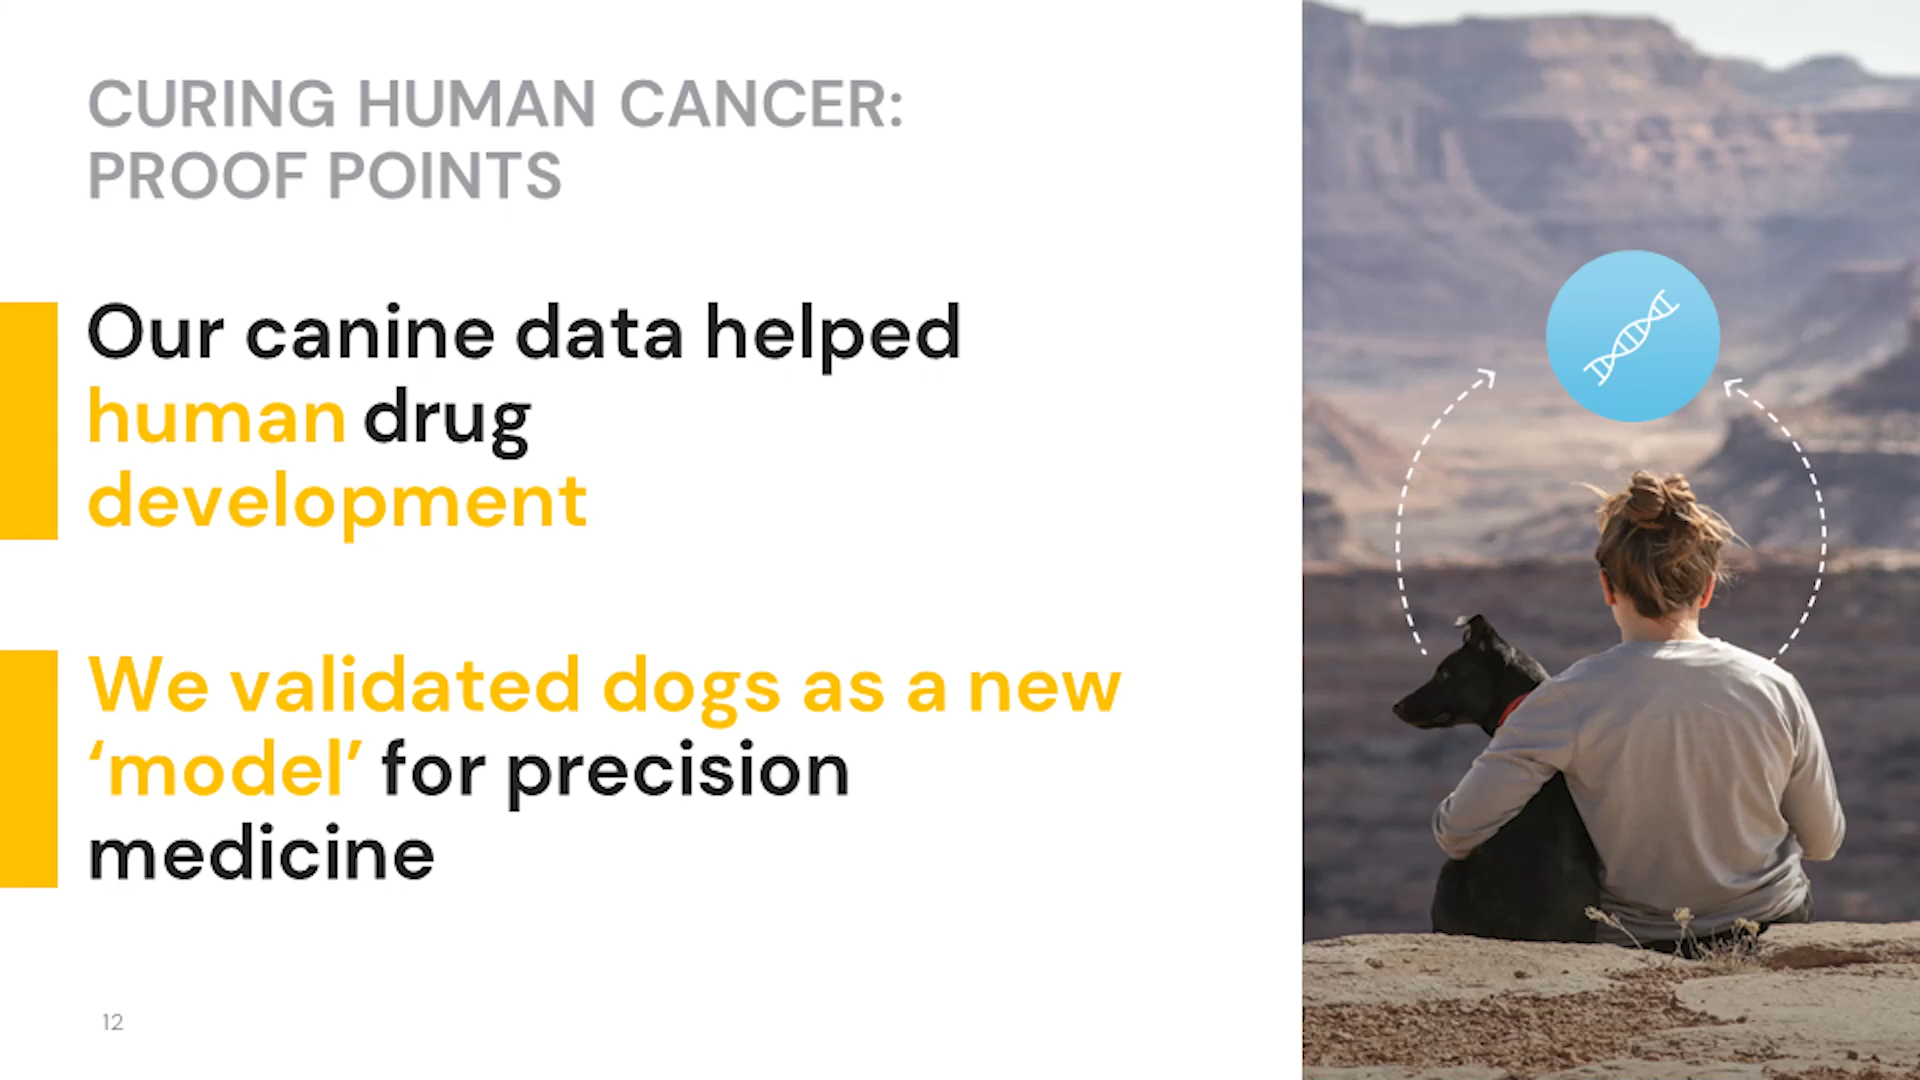 CURING HUMAN CANCER:
PROOF POINTS
Our canine data helped
human drug
development
We validated dogs as a new
‘model’ for precision
medicine
12